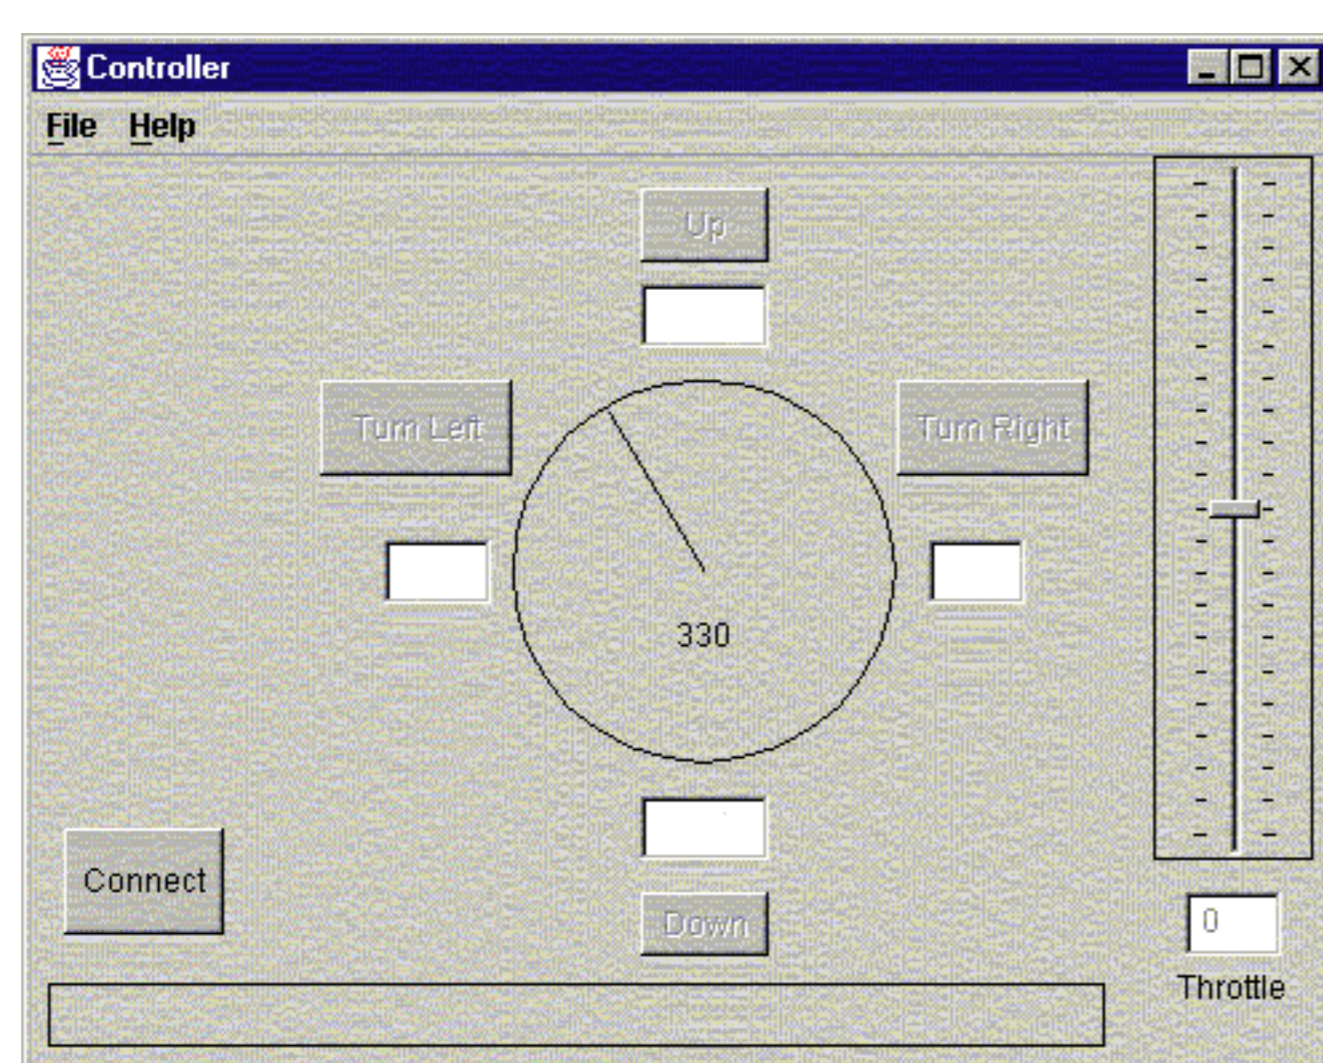 Controller
File Help
Up
Turn Left
Turn Right
330
Connect
Down
0
Throttle